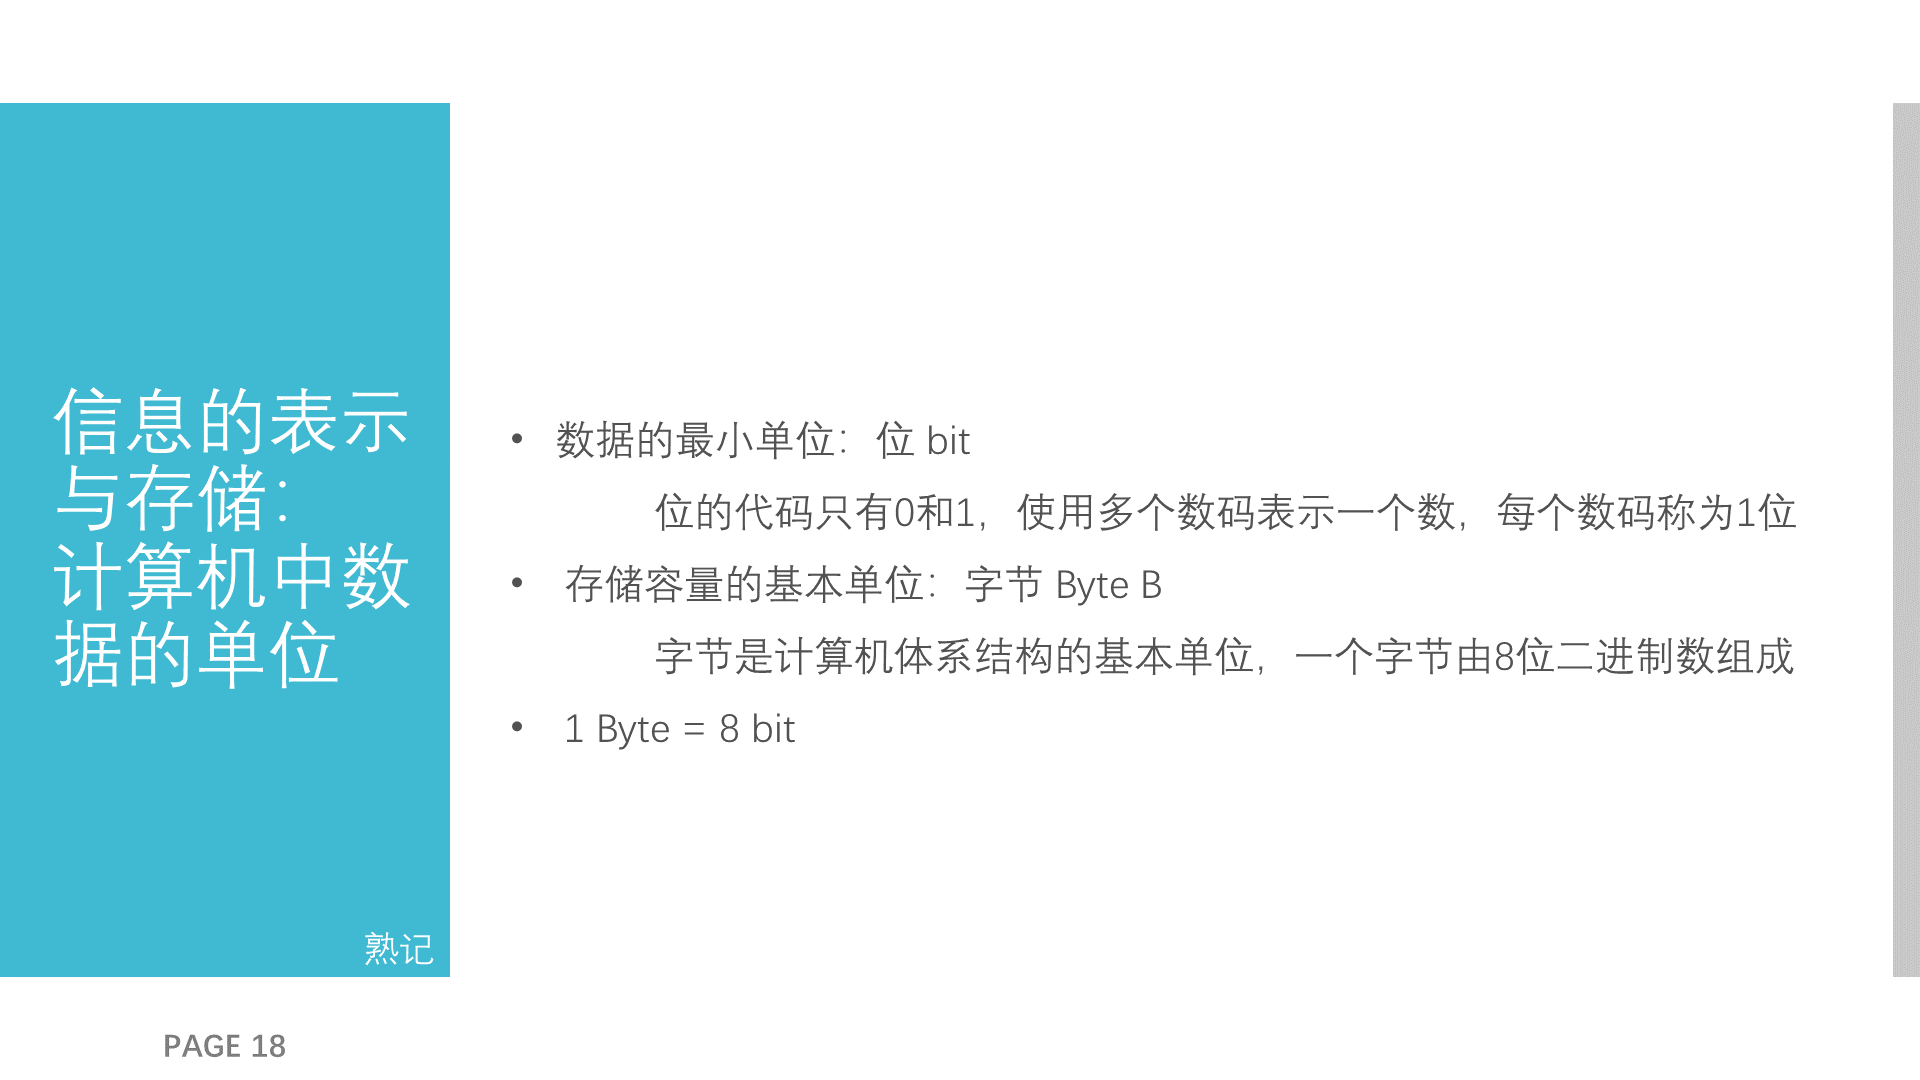 信息的表示
与存储：
计算机中数
据的单位
熟记
• 数据的最小单位：位 bit
位的代码只有0和1，使用多个数码表示一个数，每个数码称为1位
• 存储容量的基本单位：字节 Byte B
字节是计算机体系结构的基本单位，一个字节由8位二进制数组成
• 1 Byte = 8 bit
PAGE 18